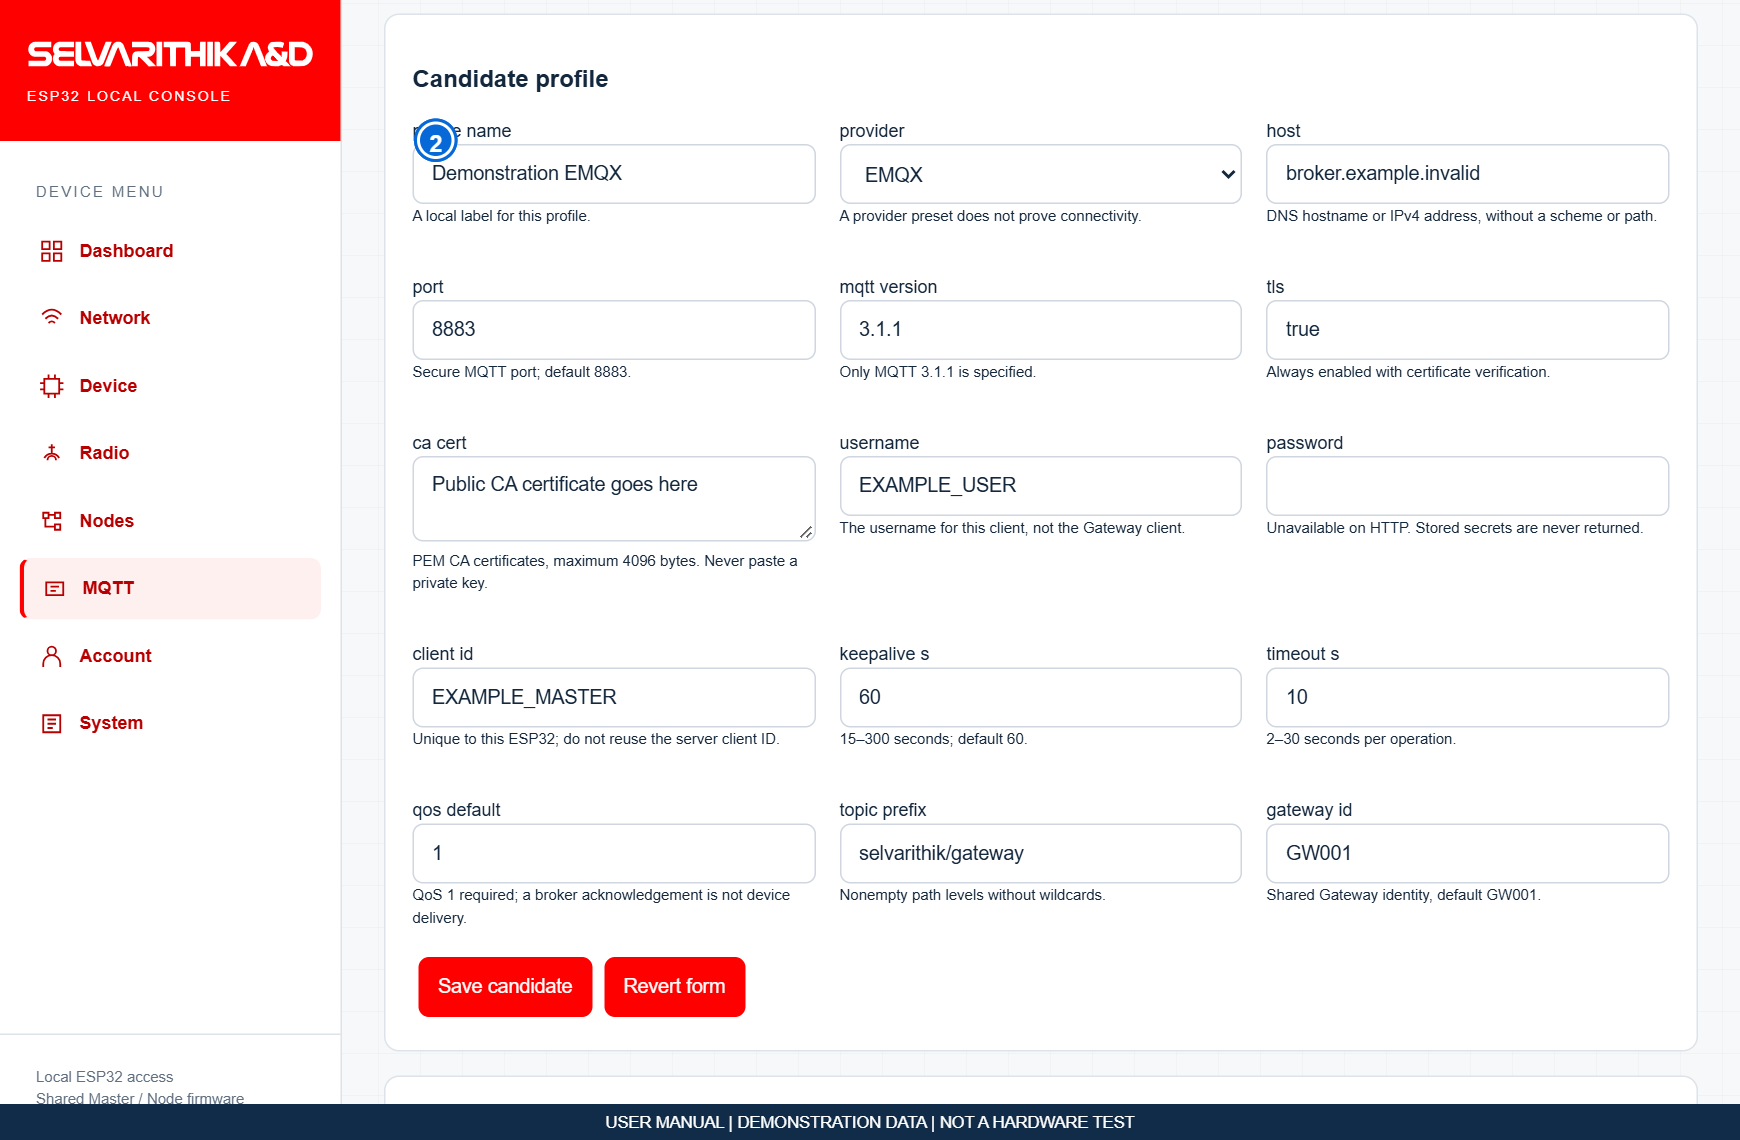 SELVARITHIK A&D
ESP32 LOCAL CONSOLE
DEVICE MENU
Dashboard
Network
Device
Radio
Nodes
MQTT
Account
System
Local ESP32 access
Shared Master / Node firmware
Candidate profile
2
name
Demonstration EMQX
A local label for this profile.
provider
EMQX
A provider preset does not prove connectivity.
host
broker.example.invalid
DNS hostname or IPv4 address, without a scheme or path.
port
8883
Secure MQTT port; default 8883.
mqtt version
3.1.1
Only MQTT 3.1.1 is specified.
tls
true
Always enabled with certificate verification.
ca cert
Public CA certificate goes here
PEM CA certificates, maximum 4096 bytes. Never paste a
private key.
username
EXAMPLE_USER
The username for this client, not the Gateway client.
password
Unavailable on HTTP. Stored secrets are never returned.
client id
EXAMPLE_MASTER
Unique to this ESP32; do not reuse the server client ID.
keepalive s
60
15–300 seconds; default 60.
timeout s
10
2–30 seconds per operation.
qos default
1
QoS 1 required; a broker acknowledgement is not device
delivery.
topic prefix
selvarithik/gateway
Nonempty path levels without wildcards.
gateway id
GW001
Shared Gateway identity, default GW001.
Save candidate
Revert form
USER MANUAL | DEMONSTRATION DATA | NOT A HARDWARE TEST